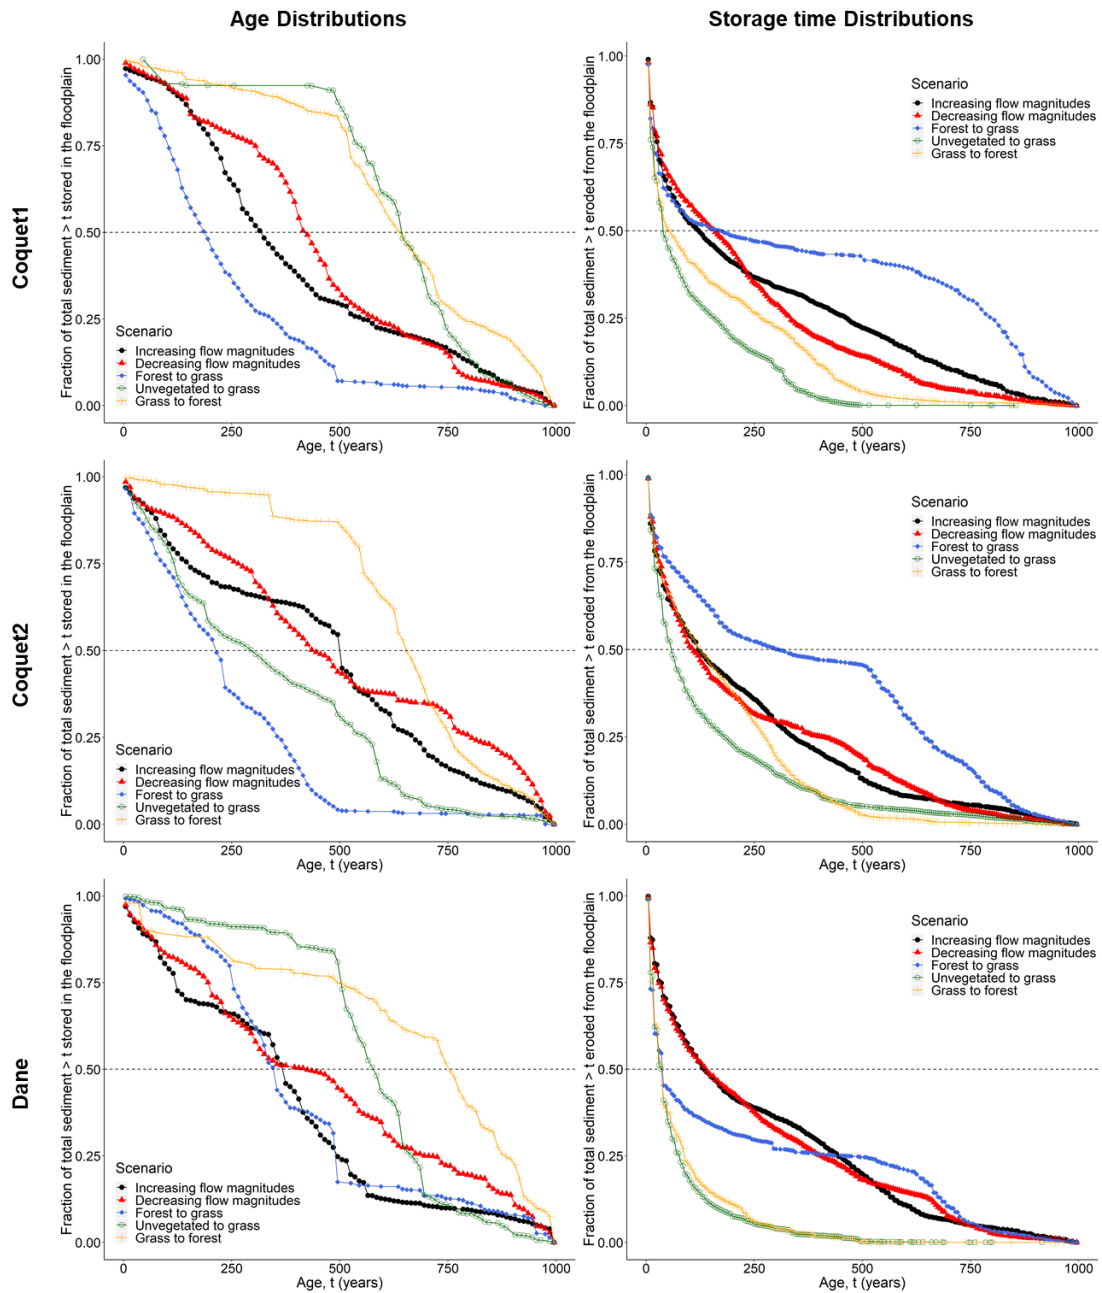 Age Distributions
Storage time Distributions
Coquet1
Fraction of total sediment > t stored in the floodplain
1.00
0.75
0.50
0.25
0.00
Scenario
Increasing flow magnitudes
Decreasing flow magnitudes
Forest to grass
Unvegetated to grass
Grass to forest
0 250 500 750 1000
Age, t (years)
Fraction of total sediment > t eroded from the floodplain
1.00
0.75
0.50
0.25
0.00
Scenario
Increasing flow magnitudes
Decreasing flow magnitudes
Forest to grass
Unvegetated to grass
Grass to forest
0 250 500 750 1000
Age, t (years)
Coquet2
Fraction of total sediment > t stored in the floodplain
1.00
0.75
0.50
0.25
0.00
Scenario
Increasing flow magnitudes
Decreasing flow magnitudes
Forest to grass
Unvegetated to grass
Grass to forest
0 250 500 750 1000
Age, t (years)
Fraction of total sediment > t eroded from the floodplain
1.00
0.75
0.50
0.25
0.00
Scenario
Increasing flow magnitudes
Decreasing flow magnitudes
Forest to grass
Unvegetated to grass
Grass to forest
0 250 500 750 1000
Age, t (years)
Dane
Fraction of total sediment > t stored in the floodplain
1.00
0.75
0.50
0.25
0.00
Scenario
Increasing flow magnitudes
Decreasing flow magnitudes
Forest to grass
Unvegetated to grass
Grass to forest
0 250 500 750 1000
Age, t (years)
Fraction of total sediment > t eroded from the floodplain
1.00
0.75
0.50
0.25
0.00
Scenario
Increasing flow magnitudes
Decreasing flow magnitudes
Forest to grass
Unvegetated to grass
Grass to forest
0 250 500 750 1000
Age, t (years)